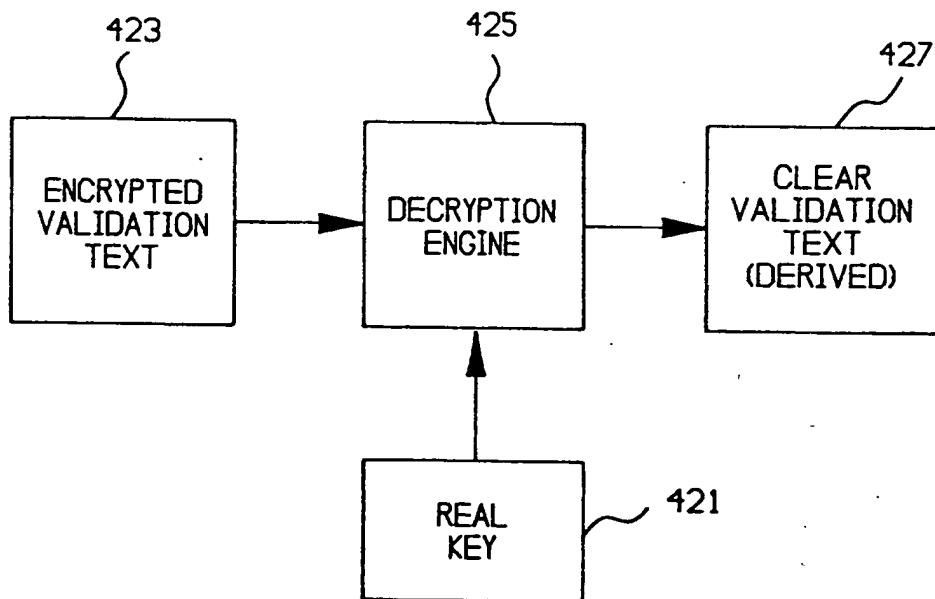 423
425
427
ENCRYPTED
VALIDATION
TEXT
DECRYPTION
ENGINE
CLEAR
VALIDATION
TEXT
(DERIVED)
REAL
KEY
421